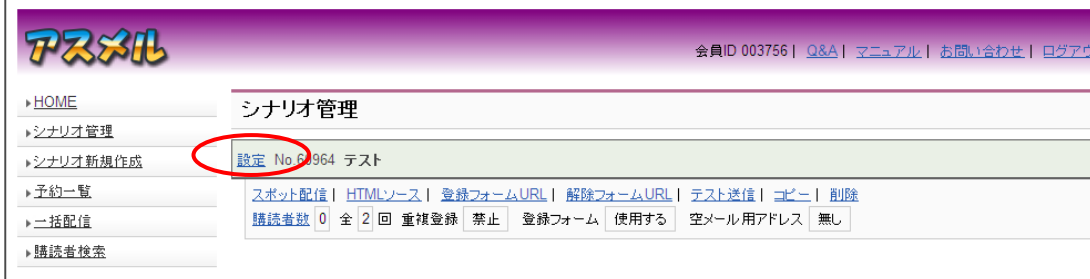 アスメル
会員ID 003756 | Q&A | マニュアル | お問い合わせ | ログアウ
HOME
シナリオ管理
シナリオ新規作成
予約一覧
一括配信
購読者検索
シナリオ管理
設定 No.60964 テスト
スポット配信 | HTMLソース | 登録フォームURL | 解除フォームURL | テスト送信 | コピー | 削除
購読者数 0 全 2 回 重複登録 禁止 登録フォーム 使用する 空メール用アドレス 無し